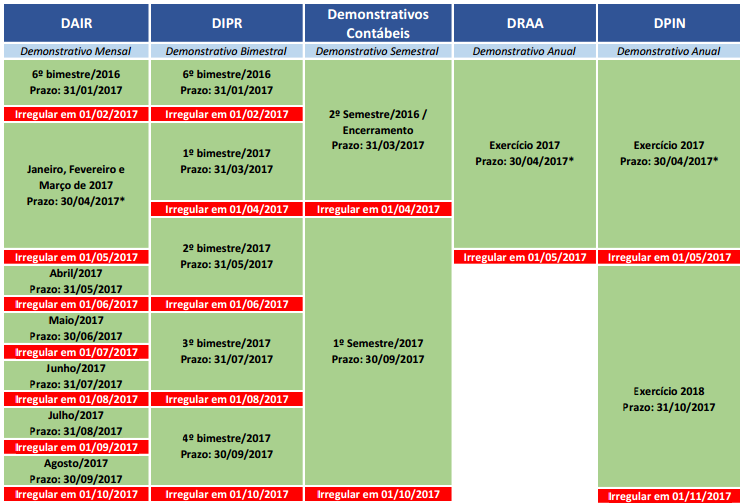 DAIR
DIPR
Demonstrativos
Contábeis
DRAA
DPIN
Demonstrativo Mensal
Demonstrativo Bimestral
Demonstrativo Semestral
Demonstrativo Anual
Demonstrativo Anual
6º bimestre/2016
Prazo: 31/01/2017
Irregular em 01/02/2017
Janeiro, Fevereiro e
Março de 2017
Prazo: 30/04/2017*
Irregular em 01/05/2017
Abril/2017
Prazo: 31/05/2017
Irregular em 01/06/2017
Maio/2017
Prazo: 30/06/2017
Irregular em 01/07/2017
Junho/2017
Prazo: 31/07/2017
Irregular em 01/08/2017
Julho/2017
Prazo: 31/08/2017
Irregular em 01/09/2017
Agosto/2017
Prazo: 30/09/2017
Irregular em 01/10/2017
6º bimestre/2016
Prazo: 31/01/2017
Irregular em 01/02/2017
1º bimestre/2017
Prazo: 31/03/2017
Irregular em 01/04/2017
2º bimestre/2017
Prazo: 31/05/2017
Irregular em 01/06/2017
3º bimestre/2017
Prazo: 31/07/2017
Irregular em 01/08/2017
4º bimestre/2017
Prazo: 30/09/2017
Irregular em 01/10/2017
2º Semestre/2016 /
Encerramento
Prazo: 31/03/2017
Irregular em 01/04/2017
1º Semestre/2017
Prazo: 30/09/2017
Irregular em 01/10/2017
Exercício 2017
Prazo: 30/04/2017*
Irregular em 01/05/2017
Exercício 2017
Prazo: 30/04/2017*
Irregular em 01/05/2017
Exercício 2018
Prazo: 31/10/2017
Irregular em 01/11/2017